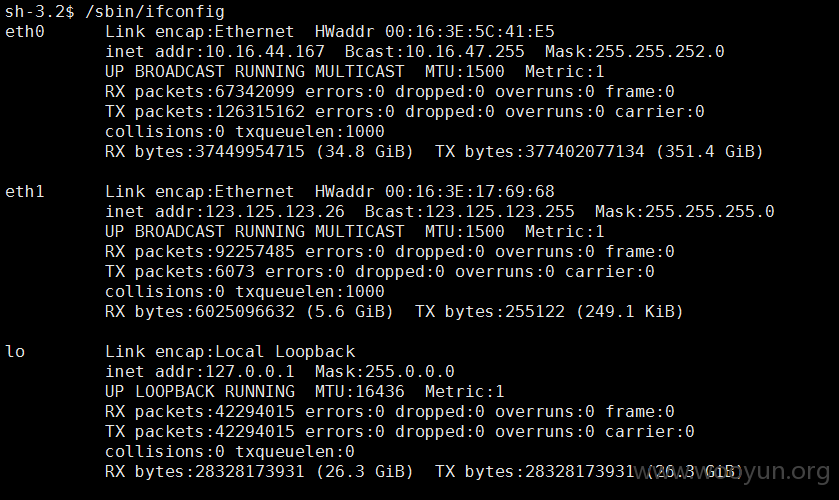 sh-3.2$ /sbin/ifconfig
eth0      Link encap:Ethernet  HWaddr 00:16:3E:5C:41:E5
          inet addr:10.16.44.167  Bcast:10.16.47.255  Mask:255.255.252.0
          UP BROADCAST RUNNING MULTICAST  MTU:1500  Metric:1
          RX packets:67342099 errors:0 dropped:0 overruns:0 frame:0
          TX packets:126315162 errors:0 dropped:0 overruns:0 carrier:0
          collisions:0 txqueuelen:1000
          RX bytes:37449954715 (34.8 GiB)  TX bytes:377402077134 (351.4 GiB)

eth1      Link encap:Ethernet  HWaddr 00:16:3E:17:69:68
          inet addr:123.125.123.26  Bcast:123.125.123.255  Mask:255.255.255.0
          UP BROADCAST RUNNING MULTICAST  MTU:1500  Metric:1
          RX packets:92257485 errors:0 dropped:0 overruns:0 frame:0
          TX packets:6073 errors:0 dropped:0 overruns:0 carrier:0
          collisions:0 txqueuelen:1000
          RX bytes:6025096632 (5.6 GiB)  TX bytes:255122 (249.1 KiB)

lo        Link encap:Local Loopback
          inet addr:127.0.0.1  Mask:255.0.0.0
          UP LOOPBACK RUNNING  MTU:16436  Metric:1
          RX packets:42294015 errors:0 dropped:0 overruns:0 frame:0
          TX packets:42294015 errors:0 dropped:0 overruns:0 carrier:0
          collisions:0 txqueuelen:0
          RX bytes:28328173931 (26.3 GiB)  TX bytes:28328173931 (26.3 GiB)
www.wooyun.org